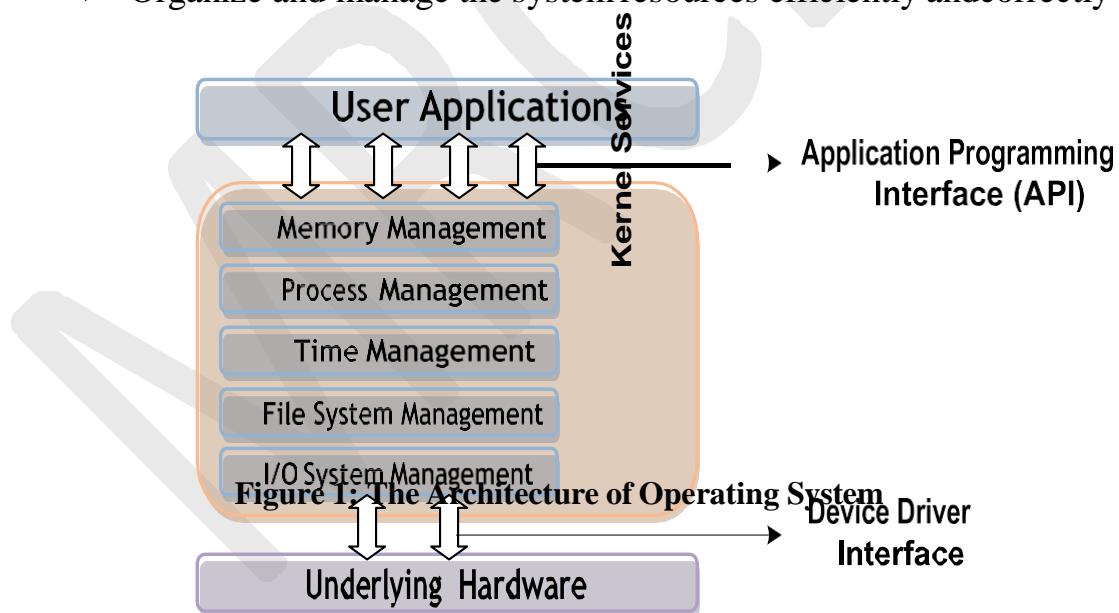 Organize and manage the system resources efficiently andcorrectly
Kernel Services
User Applications
Application Programming
Interface (API)
Memory Management
Process Management
Time Management
File System Management
I/O System Management
Figure 1: The Architecture of Operating System
Device Driver
Interface
Underlying Hardware